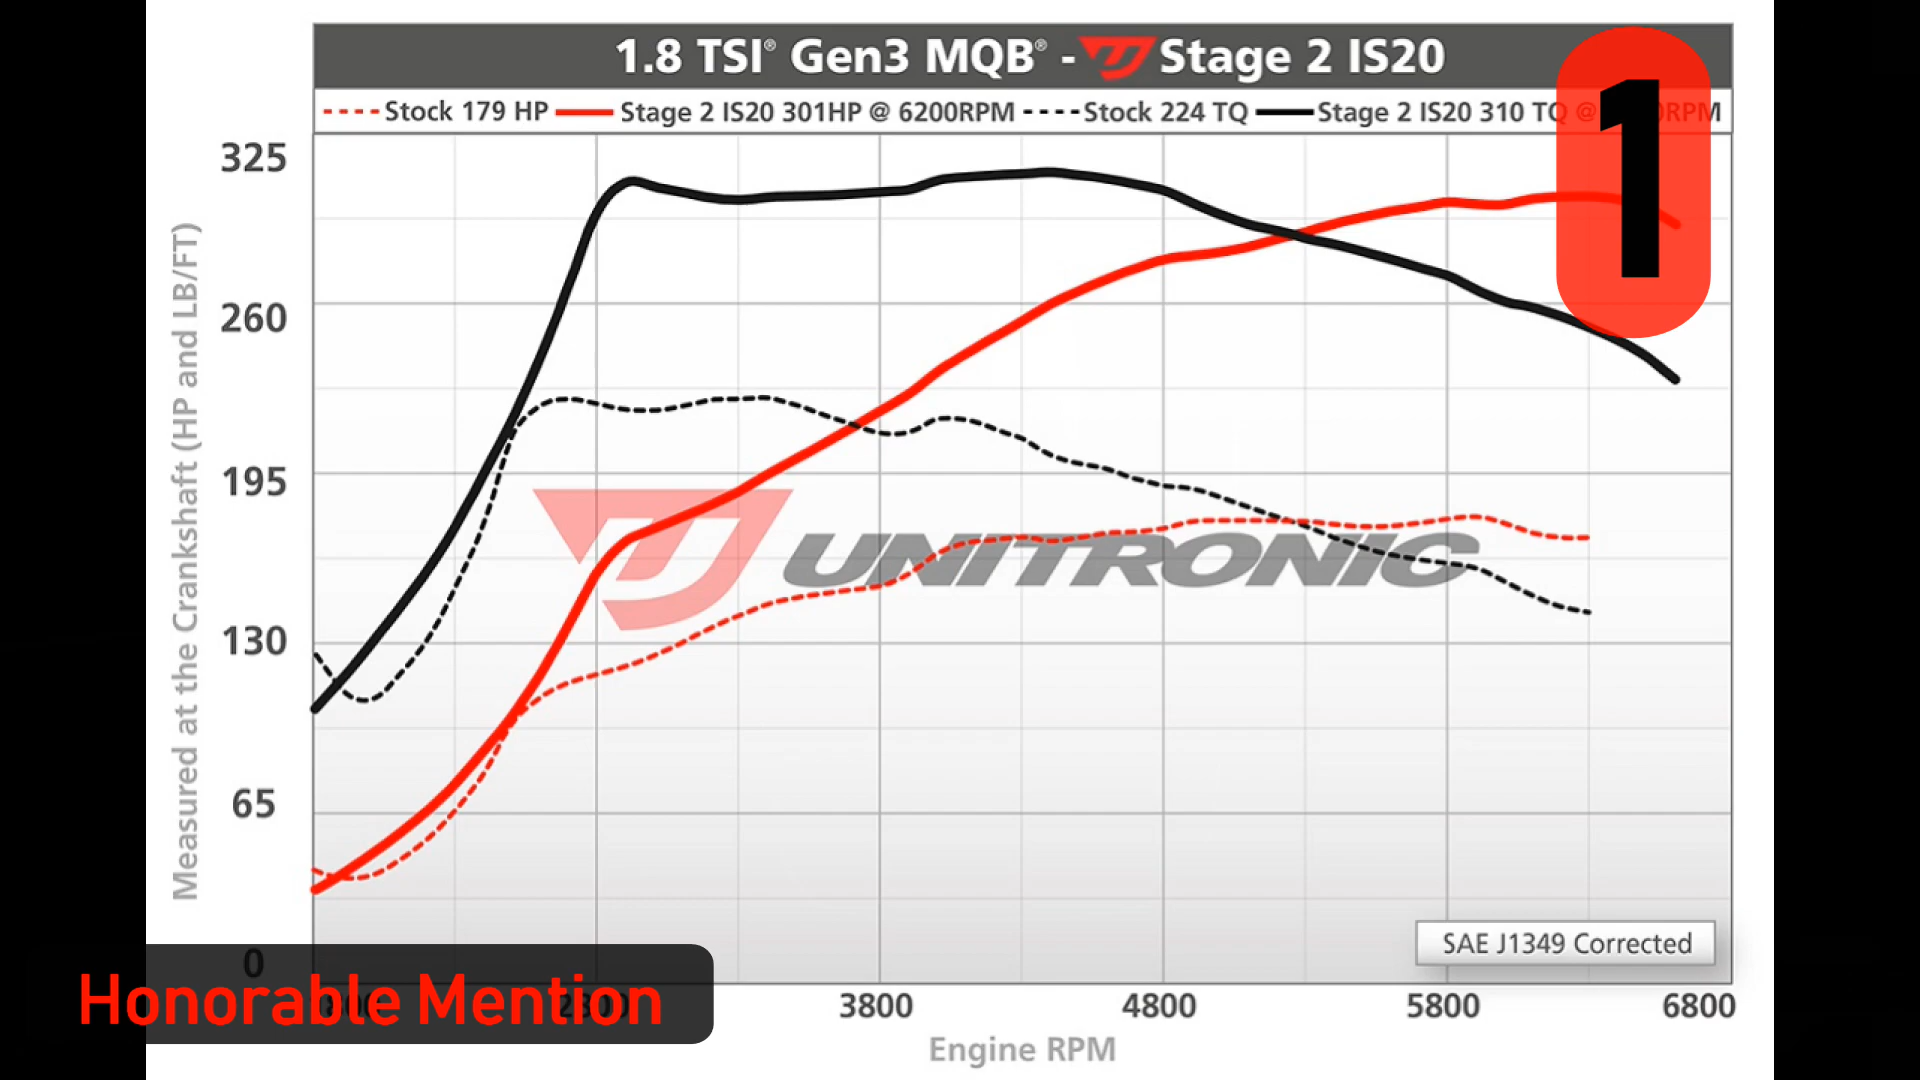 1.8 TSI® Gen3 MQB® - Stage 2 IS20
Stock 179 HP Stage 2 IS20 301HP @ 6200RPM Stock 224 TQ Stage 2 IS20 310 TQ @
1
325
260
195
130
65
0
Measured at the Crankshaft (HP and LB/FT)
UNITRONIC
SAE J1349 Corrected
Honorable Mention
3800 4800 5800 6800
Engine RPM